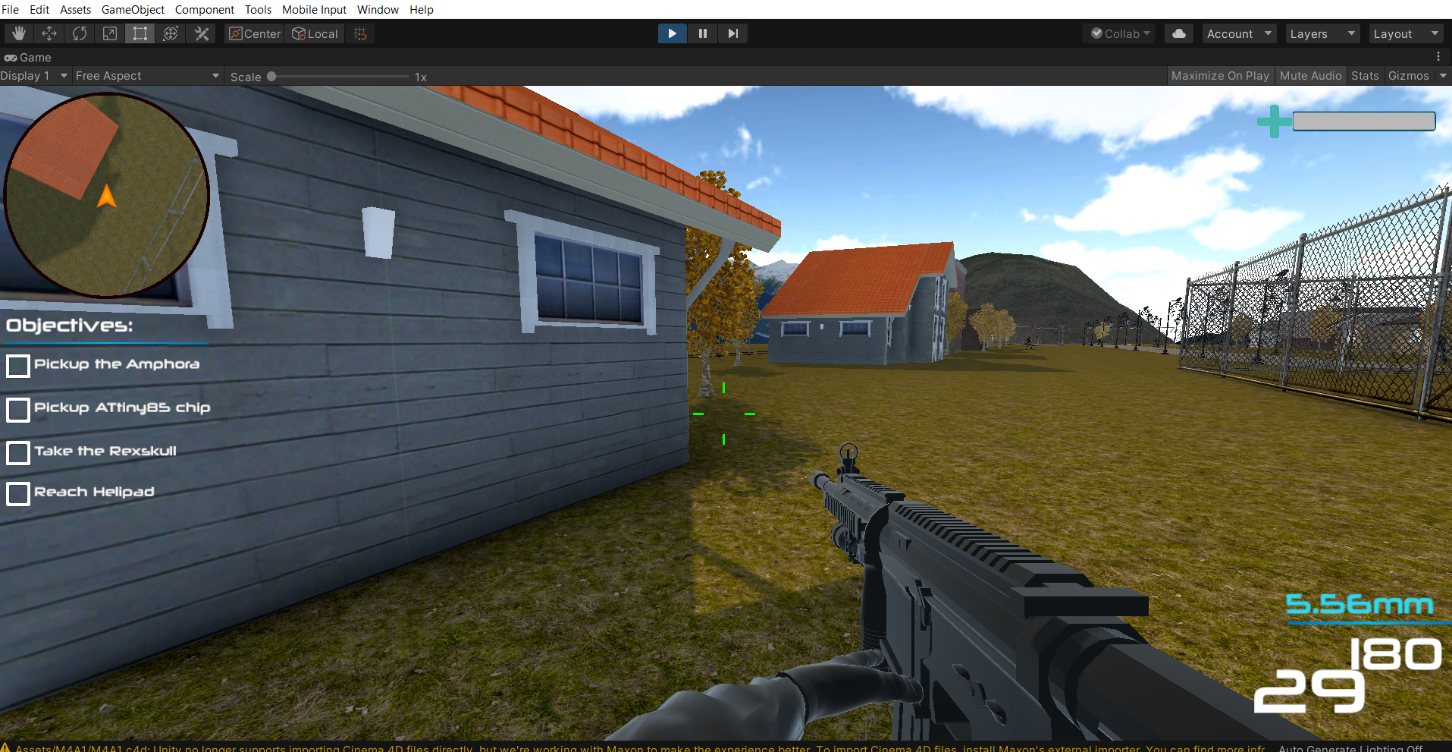 File Edit Assets GameObject Component Tools Mobile Input Window Help
Center Local Collab Account Layers Layout
Game
Display 1 Free Aspect Scale 1x Maximize On Play Mute Audio Stats Gizmos
Objectives:
Pickup the Amphora
Pickup ATtiny85 chip
Take the Rexskull
Reach Helipad
5.56mm
180
29
Assets/M4A1/M4A1.c4d: Unity no longer supports importing Cinema 4D files directly, but we're working with Maxon to make the experience better. To import Cinema 4D files, install Maxon's external importer. You can find more info Auto Generate Lighting Off